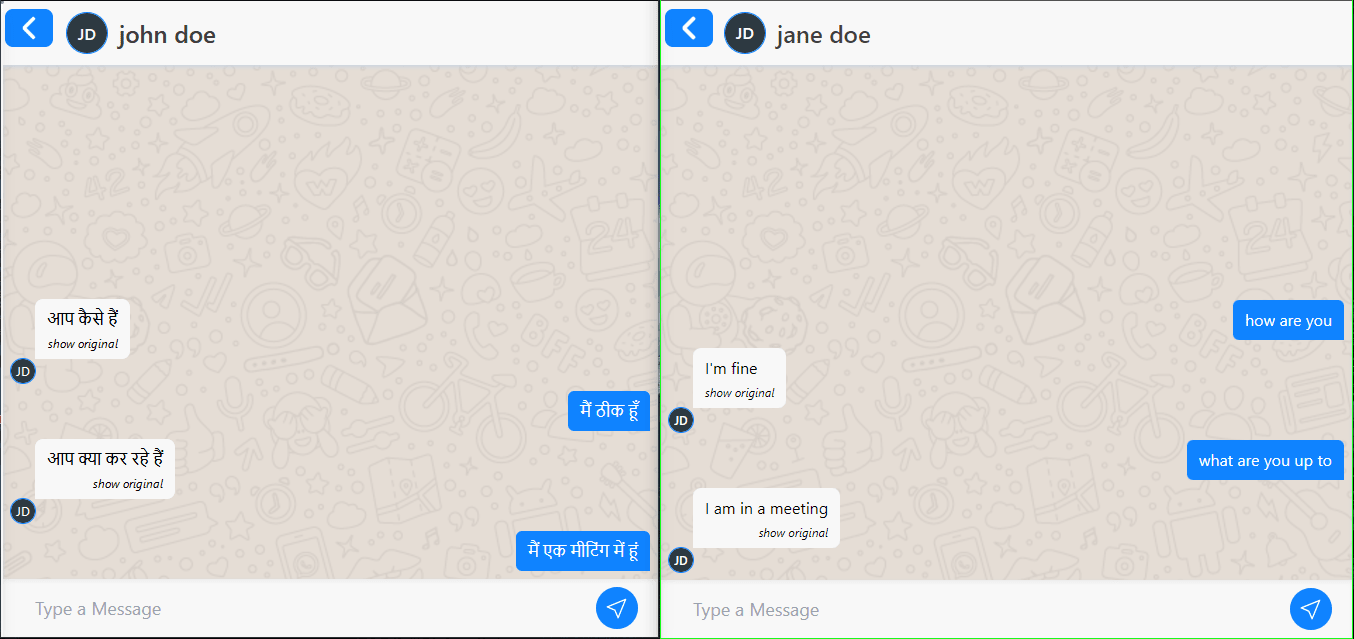 JD john doe
आप कैसे हैं
show original
JD
मैं ठीक हूँ
आप क्या कर रहे हैं
show original
JD
मैं एक मीटिंग में हूं
Type a Message
JD jane doe
how are you
I'm fine
show original
JD
what are you up to
I am in a meeting
show original
JD
Type a Message